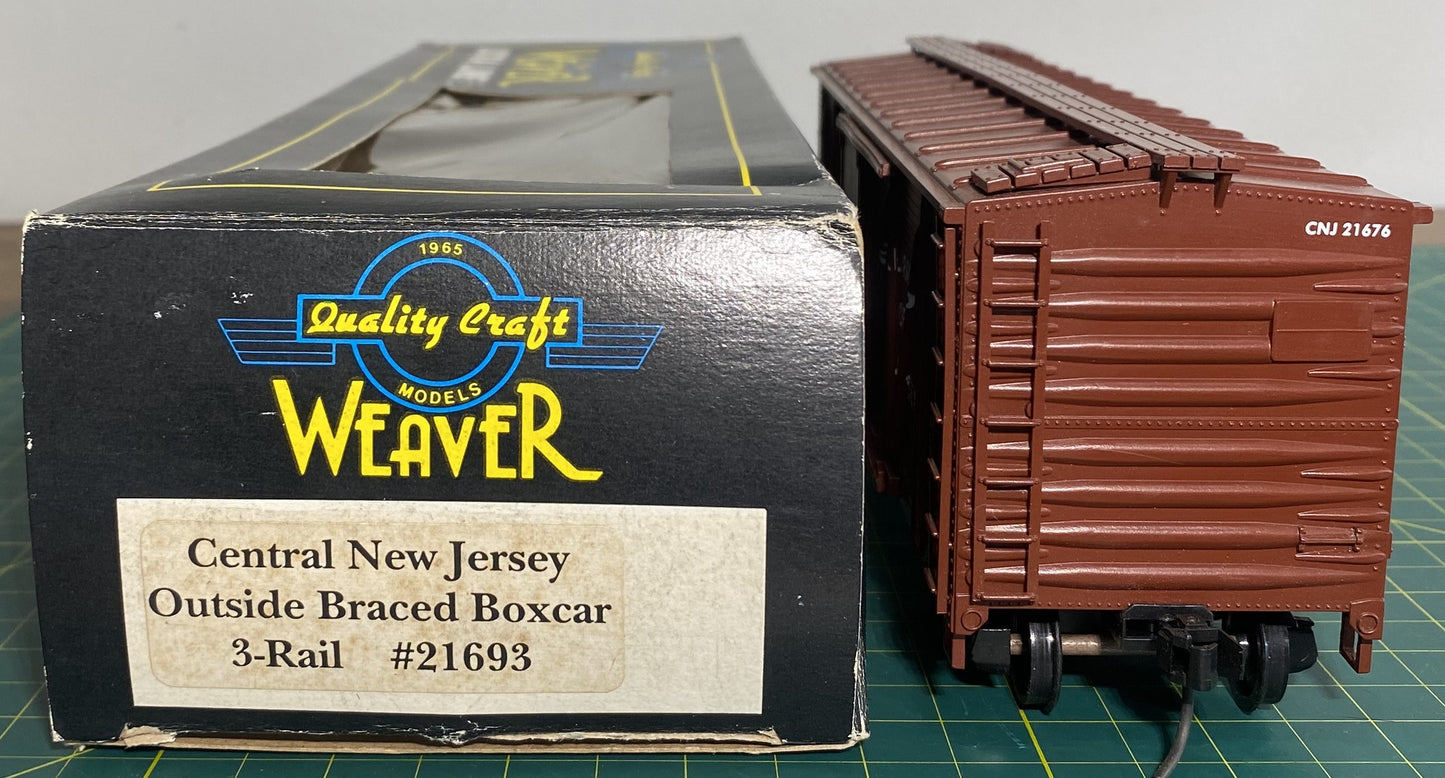 1965
Quality Craft
MODELS
WEAVER
Central New Jersey
Outside Braced Boxcar
3-Rail #21693
CNJ 21676